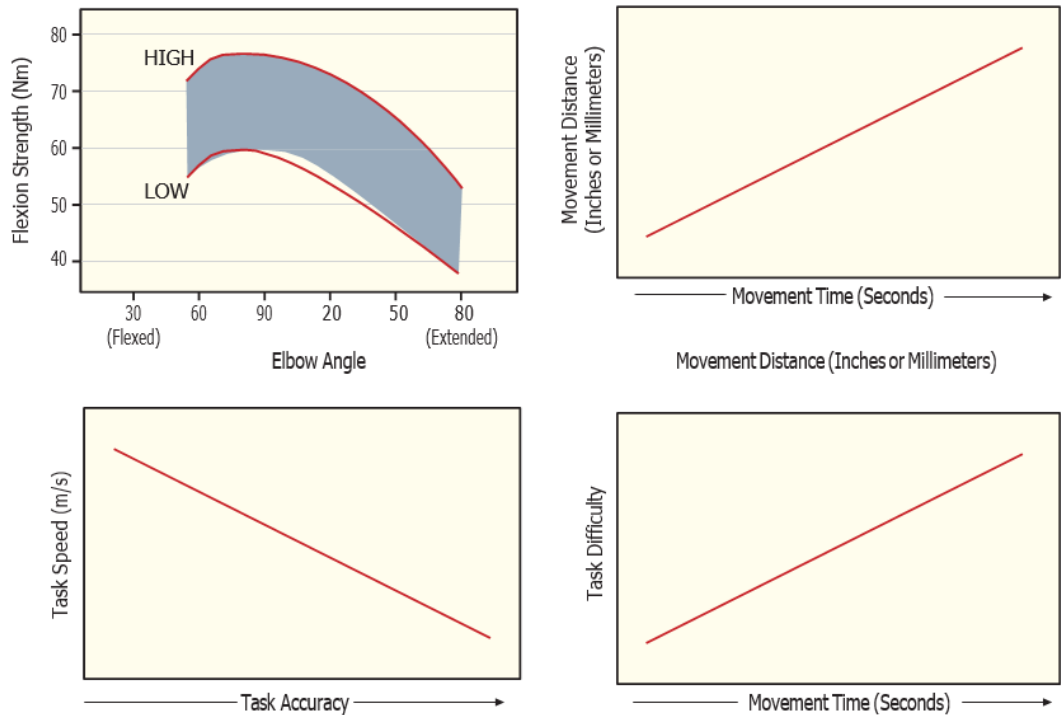 Flexion Strength (Nm)
80
70
60
50
40
HIGH
LOW
30 60 90 20 50 80
(Flexed) (Extended)
Elbow Angle
Movement Distance
(Inches or Millimeters)
Movement Time (Seconds)
Movement Distance (Inches or Millimeters)
Task Speed (m/s)
Task Accuracy
Task Difficulty
Movement Time (Seconds)